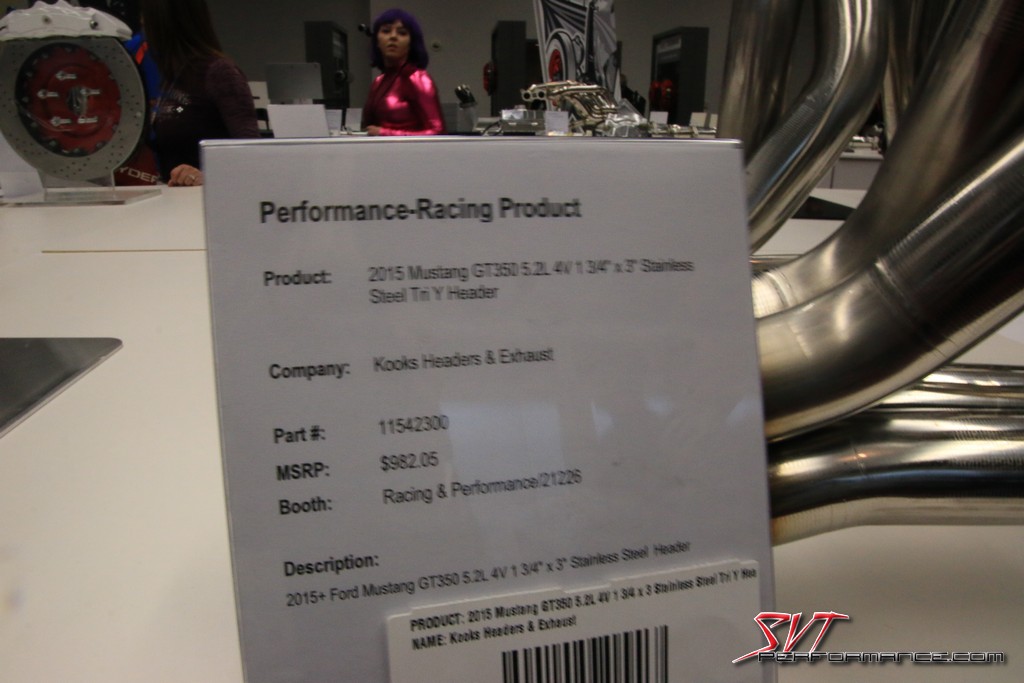 Performance-Racing Product
Product: 2015 Mustang GT350 5.2L 4V 1 3/4" x 3" Stainless
Steel Tri Y Header
Company: Kooks Headers & Exhaust
Part #: 11542300
MSRP: $982.05
Booth: Racing & Performance/21226
Description:
2015+ Ford Mustang GT350 5.2L 4V 1 3/4" x 3" Stainless Steel Header
PRODUCT: 2015 Mustang GT350 5.2L 4V 1 3/4 x 3 Stainless Steel Tri Y Hea
NAME: Kooks Headers & Exhaust
SVT
PERFORMANCE.COM